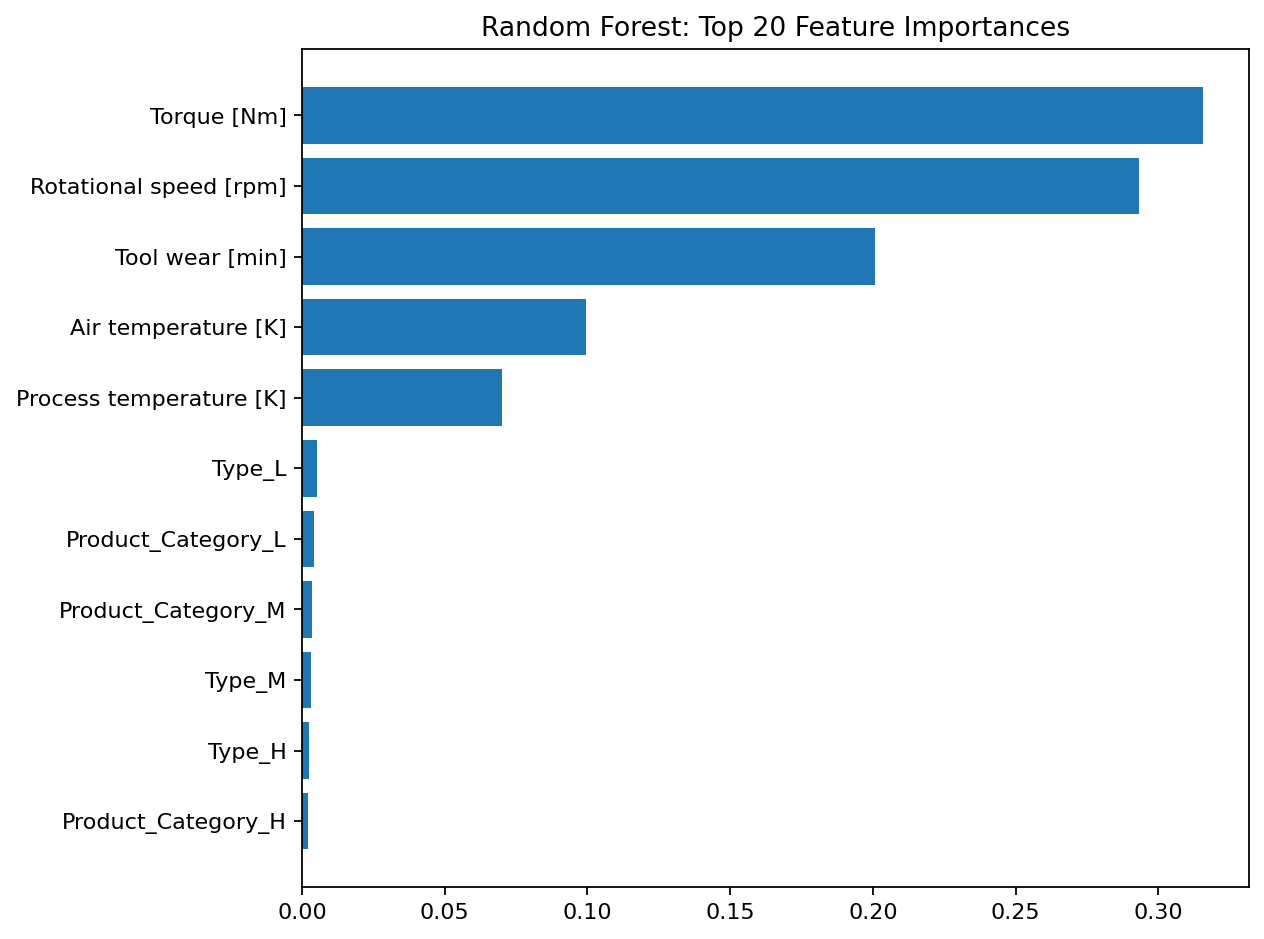 Random Forest: Top 20 Feature Importances
Torque [Nm]
Rotational speed [rpm]
Tool wear [min]
Air temperature [K]
Process temperature [K]
Type_L
Product_Category_L
Product_Category_M
Type_M
Type_H
Product_Category_H
0.00 0.05 0.10 0.15 0.20 0.25 0.30